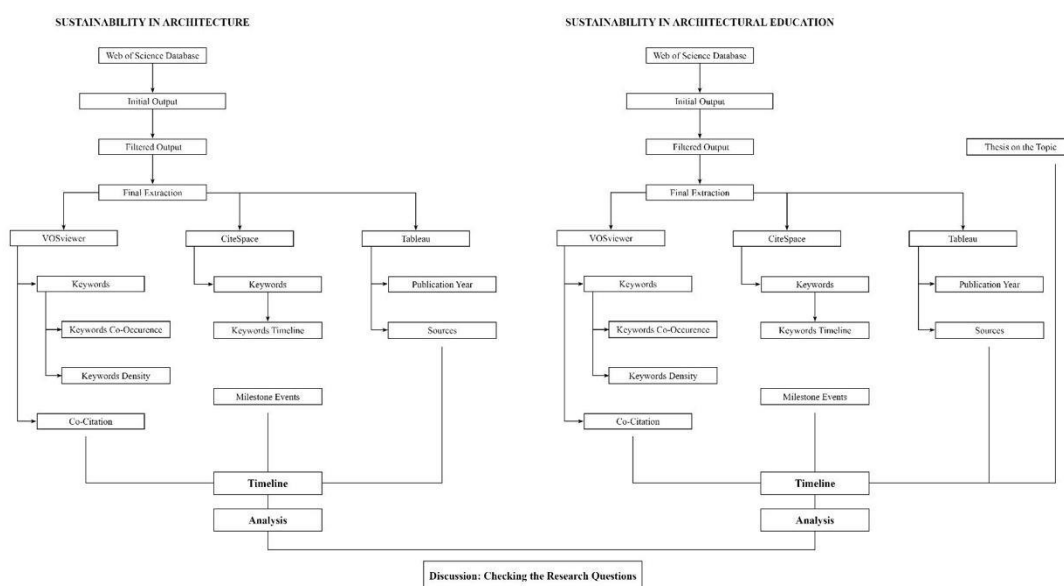 SUSTAINABILITY IN ARCHITECTURE
Web of Science Database
Initial Output
Filtered Output
Final Extraction
VOSviewer
CiteSpace
Tableau
Keywords
Keywords
Publication Year
Keywords Co-Occurence
Keywords Timeline
Sources
Keywords Density
Milestone Events
Co-Citation
Timeline
Analysis
SUSTAINABILITY IN ARCHITECTURAL EDUCATION
Web of Science Database
Initial Output
Filtered Output
Thesis on the Topic
Final Extraction
VOSviewer
CiteSpace
Tableau
Keywords
Keywords
Publication Year
Keywords Co-Occurence
Keywords Timeline
Sources
Keywords Density
Milestone Events
Co-Citation
Timeline
Analysis
Discussion: Checking the Research Questions